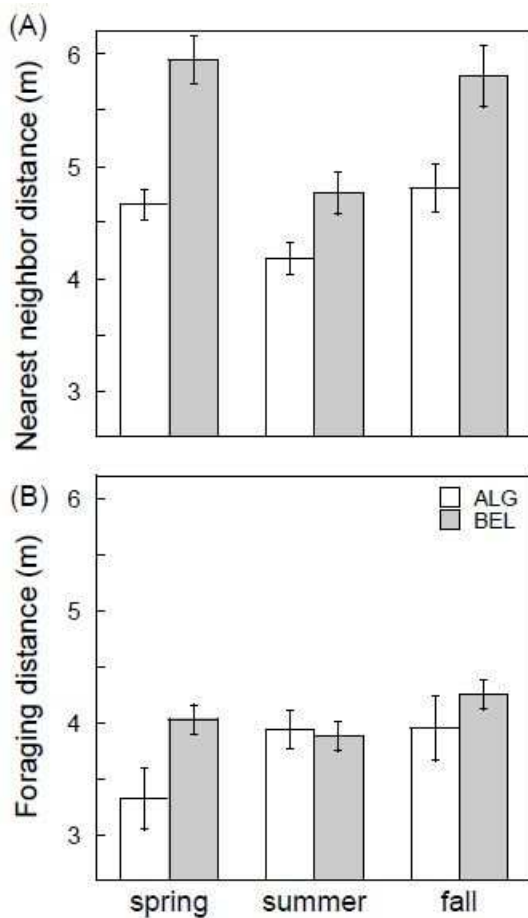 (A)
Nearest neighbor distance (m)
6
5
4
3
(B)
Foraging distance (m)
6
5
4
3
ALG
BEL
spring summer fall